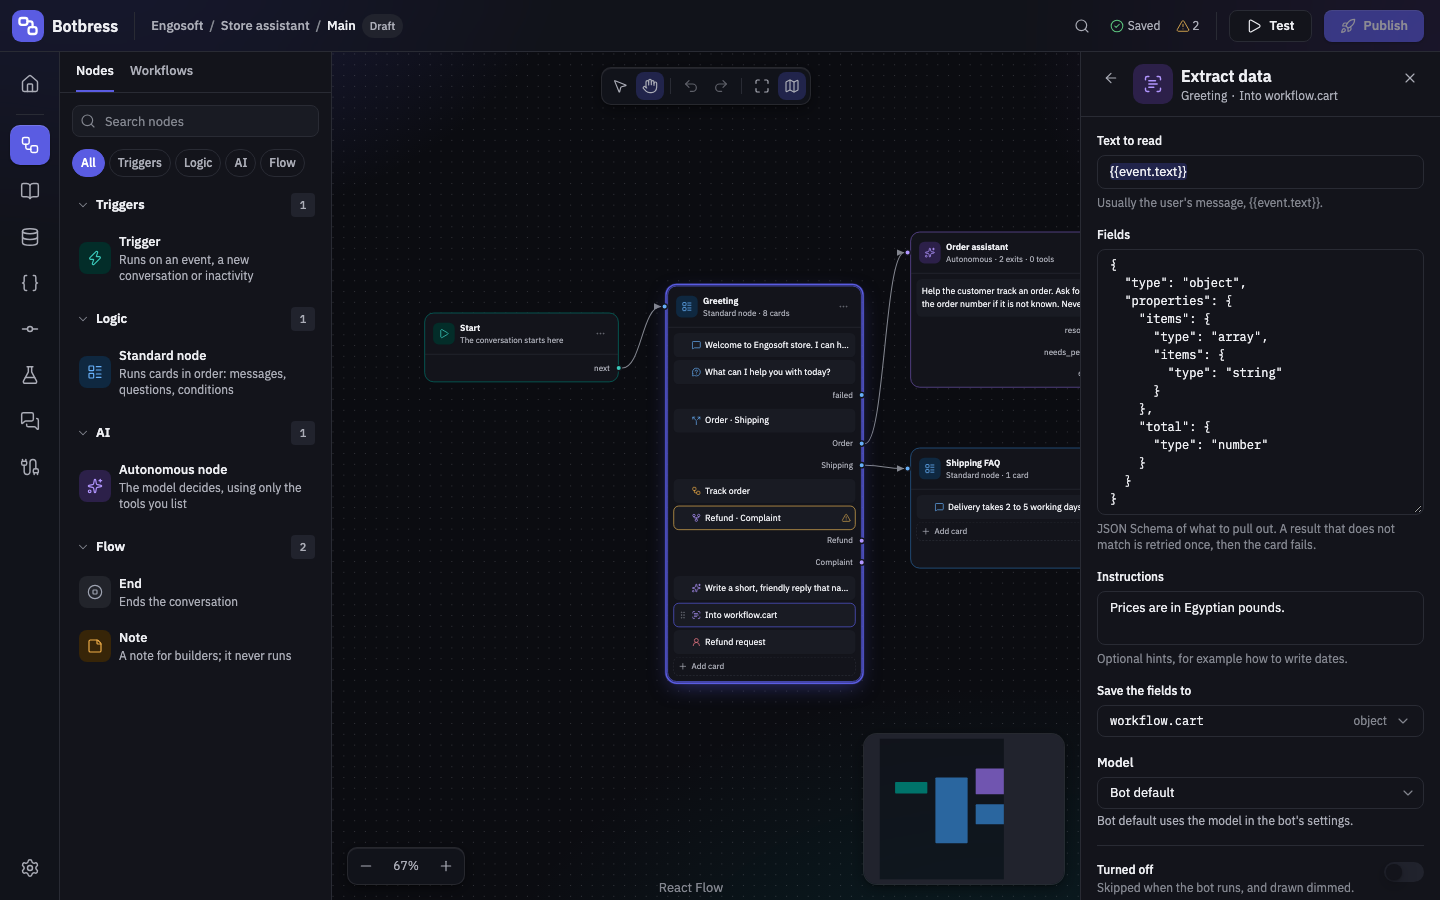 Botbress
Engosoft / Store assistant / Main Draft
Saved
2
Test
Publish
Nodes Workflows
Search nodes
All Triggers Logic AI Flow
Triggers 1
Trigger
Runs on an event, a new
conversation or inactivity
Logic 1
Standard node
Runs cards in order: messages,
questions, conditions
AI 1
Autonomous node
The model decides, using only the
tools you list
Flow 2
End
Ends the conversation
Note
A note for builders; it never runs
Start
The conversation starts here
next
Greeting
Standard node · 8 cards
Welcome to Engosoft store. I can h...
What can I help you with today?
failed
Order · Shipping
Order
Shipping
Track order
Refund · Complaint
Refund
Complaint
Write a short, friendly reply that na...
Into workflow.cart
Refund request
+ Add card
Order assistant
Autonomous · 2 exits · 0 tools
Help the customer track an order. Ask fo
the order number if it is not known. Neve
reso
needs_pe
Shipping FAQ
Standard node · 1 card
Delivery takes 2 to 5 working days
+ Add card
67%
React Flow
Extract data
Greeting · Into workflow.cart
Text to read
{{event.text}}
Usually the user's message, {{event.text}}.
Fields
{
"type": "object",
"properties": {
"items": {
"type": "array",
"items": {
"type": "string"
}
},
"total": {
"type": "number"
}
}
}
JSON Schema of what to pull out. A result that does not
match is retried once, then the card fails.
Instructions
Prices are in Egyptian pounds.
Optional hints, for example how to write dates.
Save the fields to
workflow.cart object
Model
Bot default
Bot default uses the model in the bot's settings.
Turned off
Skipped when the bot runs, and drawn dimmed.